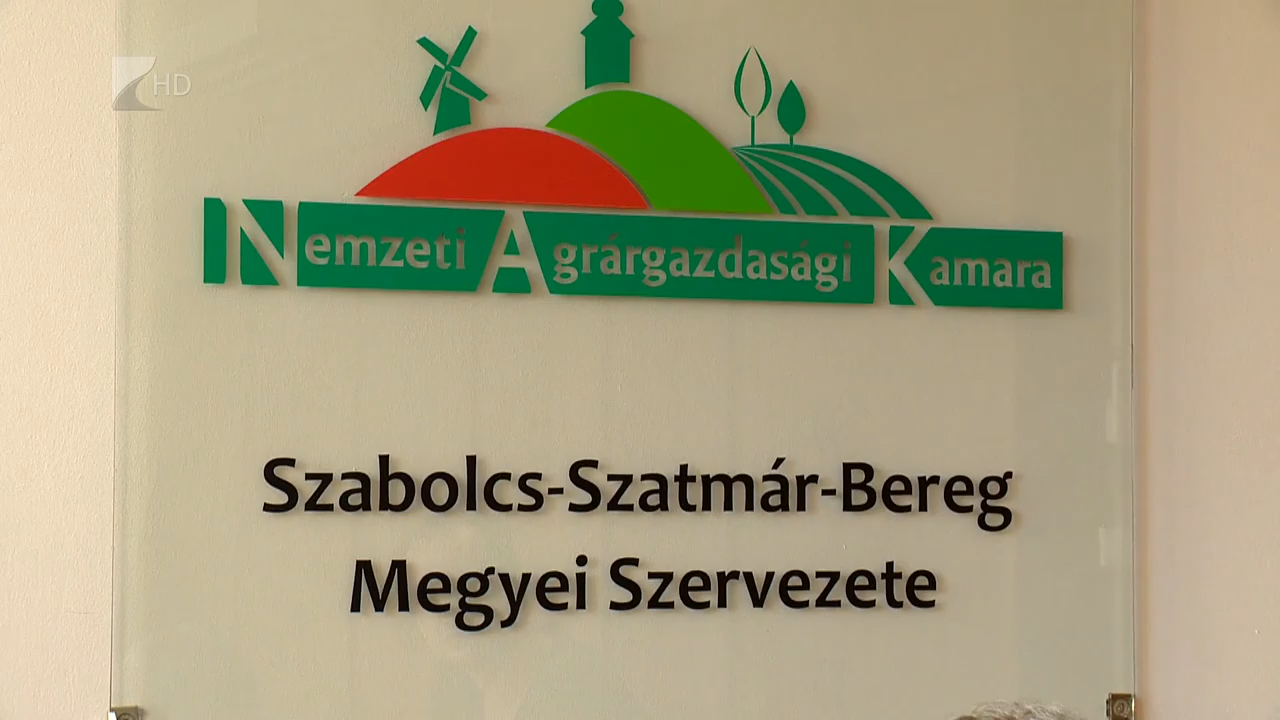 HD
Nemzeti Agrárgazdasági Kamara
Szabolcs-Szatmár-Bereg
Megyei Szervezete